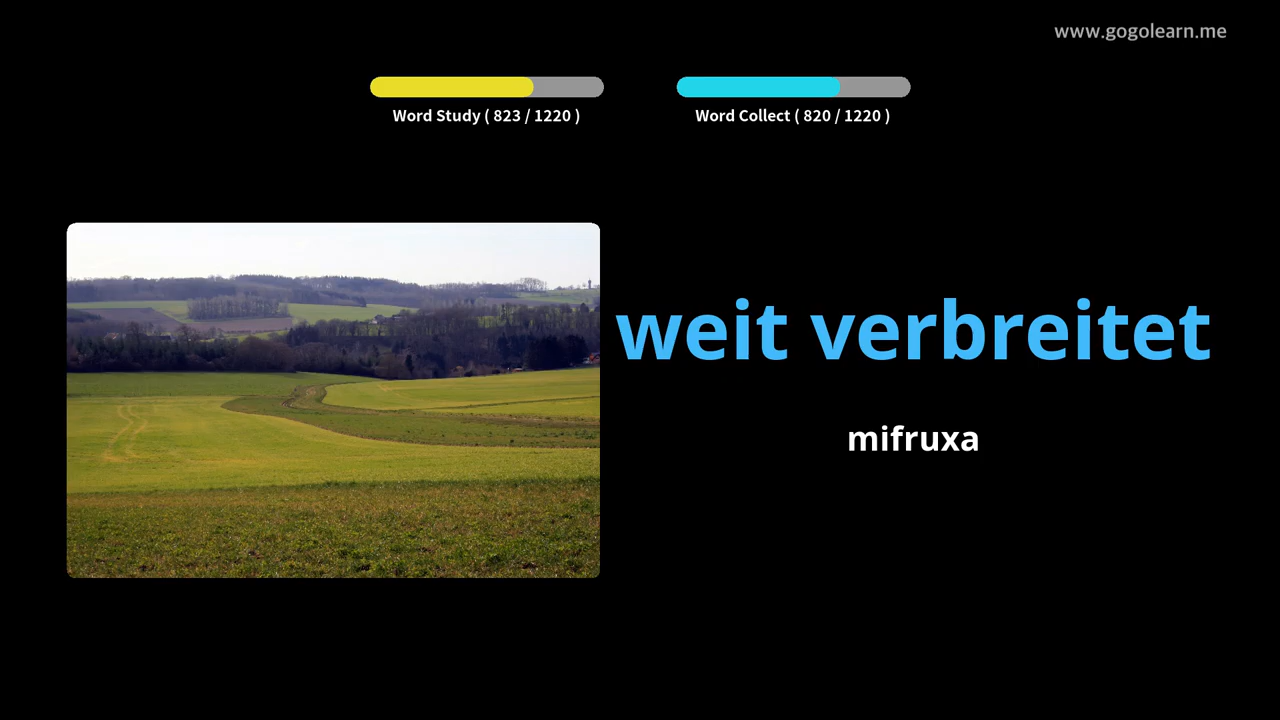 www.gogolearn.me
Word Study ( 823 / 1220 )
Word Collect ( 820 / 1220 )
weit verbreitet
mifruxa